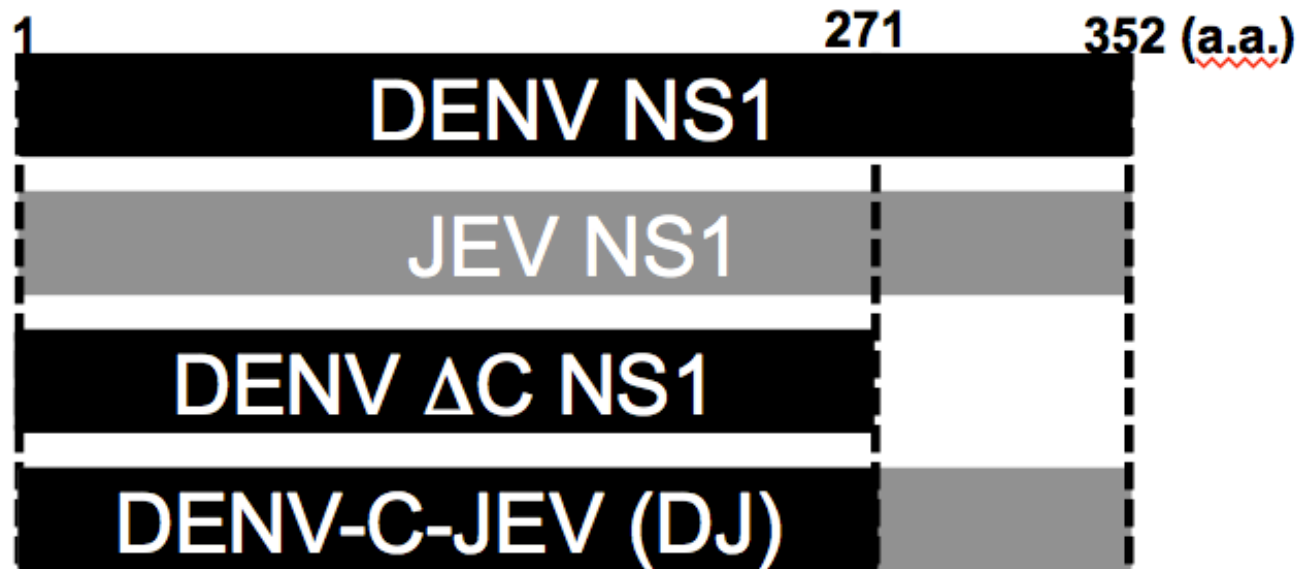 1 271 352 (a.a.)
DENV NS1
JEV NS1
DENV ΔC NS1
DENV-C-JEV (DJ)